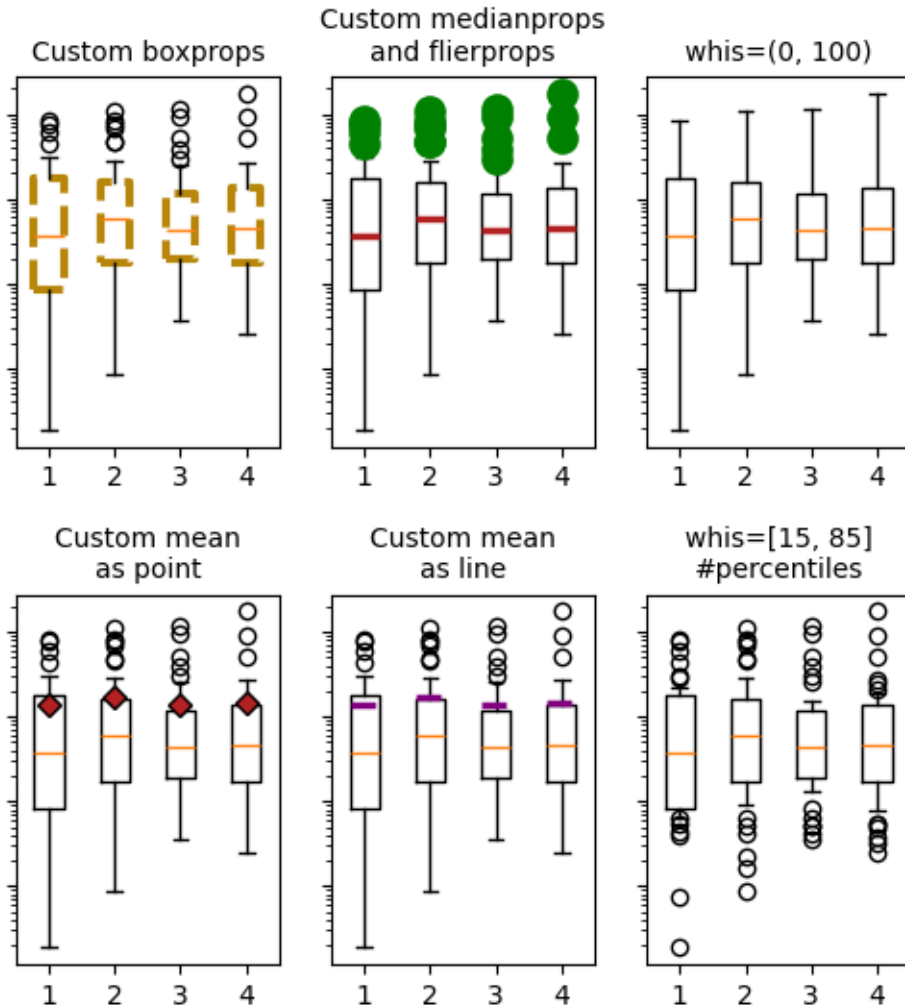 Custom boxprops
Custom medianprops
and flierprops
whis=(0, 100)
1 2 3 4
1 2 3 4
1 2 3 4
Custom mean
as point
Custom mean
as line
whis=[15, 85]
#percentiles
1 2 3 4
1 2 3 4
1 2 3 4